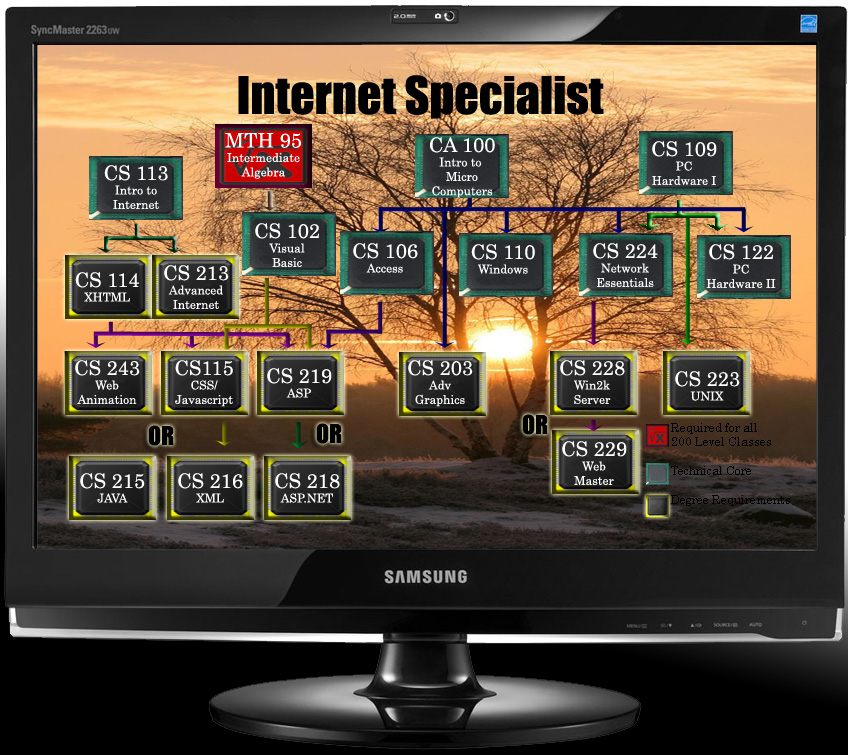 2.0
SyncMaster 2263UW
Internet Specialist
MTH 95
Intermediate
Algebra
CA 100
Intro to
Micro
Computers
CS 109
PC
Hardware I
CS 113
Intro to
Internet
CS 102
Visual
Basic
CS 106
Access
CS 110
Windows
CS 224
Network
Essentials
CS 122
PC
Hardware II
CS 114
XHTML
CS 213
Advanced
Internet
CS 243
Web
Animation
CS115
CSS/
Javascript
CS 219
ASP
CS 203
Adv
Graphics
CS 228
Win2k
Server
CS 223
UNIX
OR
OR
OR
Required for all
200 Level Classes
CS 229
Web
Master
Technical Core
Degree Requirements
CS 215
JAVA
CS 216
XML
CS 218
ASP.NET
SAMSUNG
AUTO